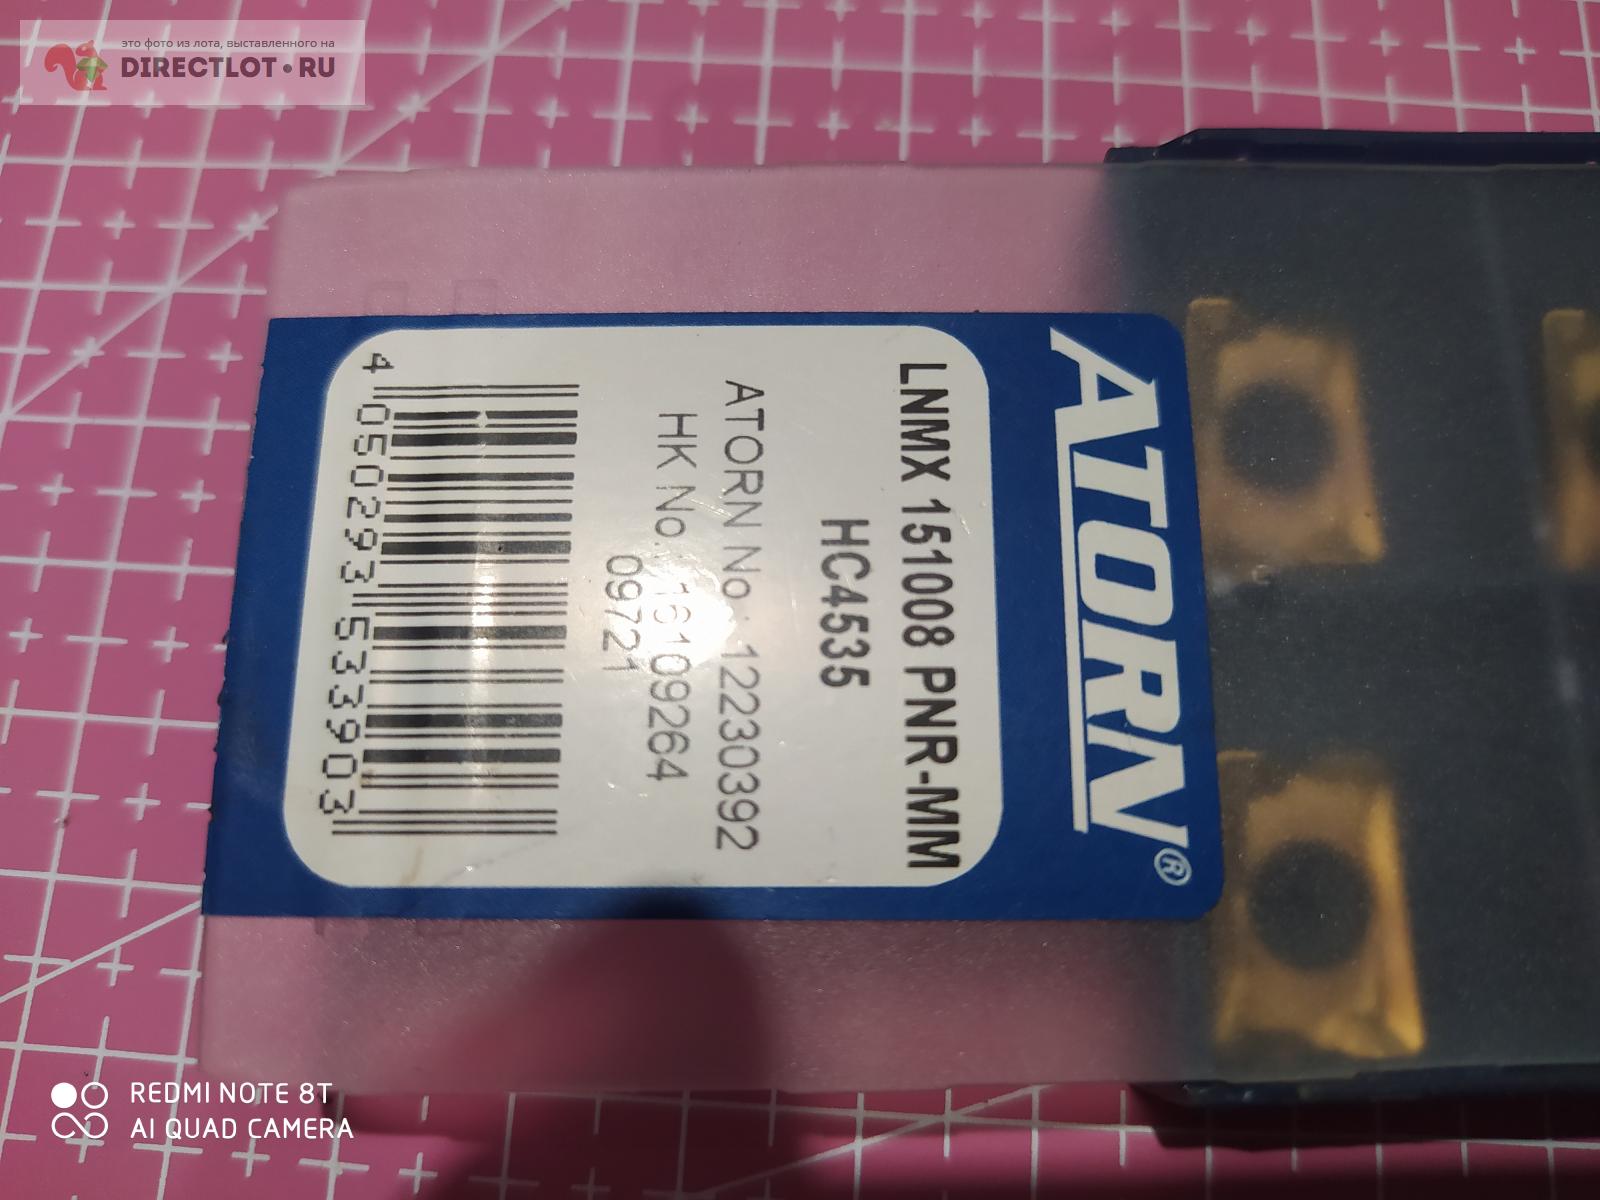 это фото из лота, выставленного на
DIRECTLOT•RU
ATORN®
LNMX 151008 PNR-MM
HC4535
ATORN No.: 12230392
HK No.: 16109264
09721
4 050293 533903
REDMI NOTE 8T
AI QUAD CAMERA